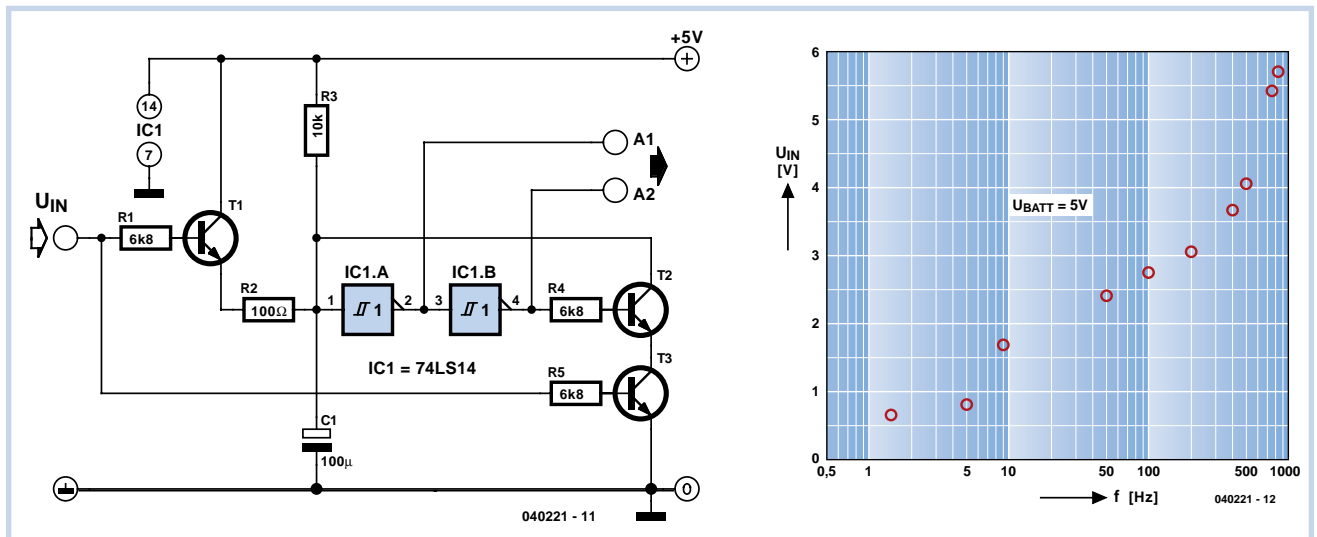 +5V
14
IC1
7
R3
10k
A1
A2
UIN
R1
6k8
T1
R2
100Ω
IC1.A
1
1
2
IC1.B
3
1
4
R4
6k8
T2
IC1 = 74LS14
R5
6k8
T3
C1
100µ
0
040221 - 11
6
5
4
3
2
1
0
UIN
[V]
UBATT = 5V
0,5
1
5
10
50
100
500
1000
f [Hz]
040221 - 12